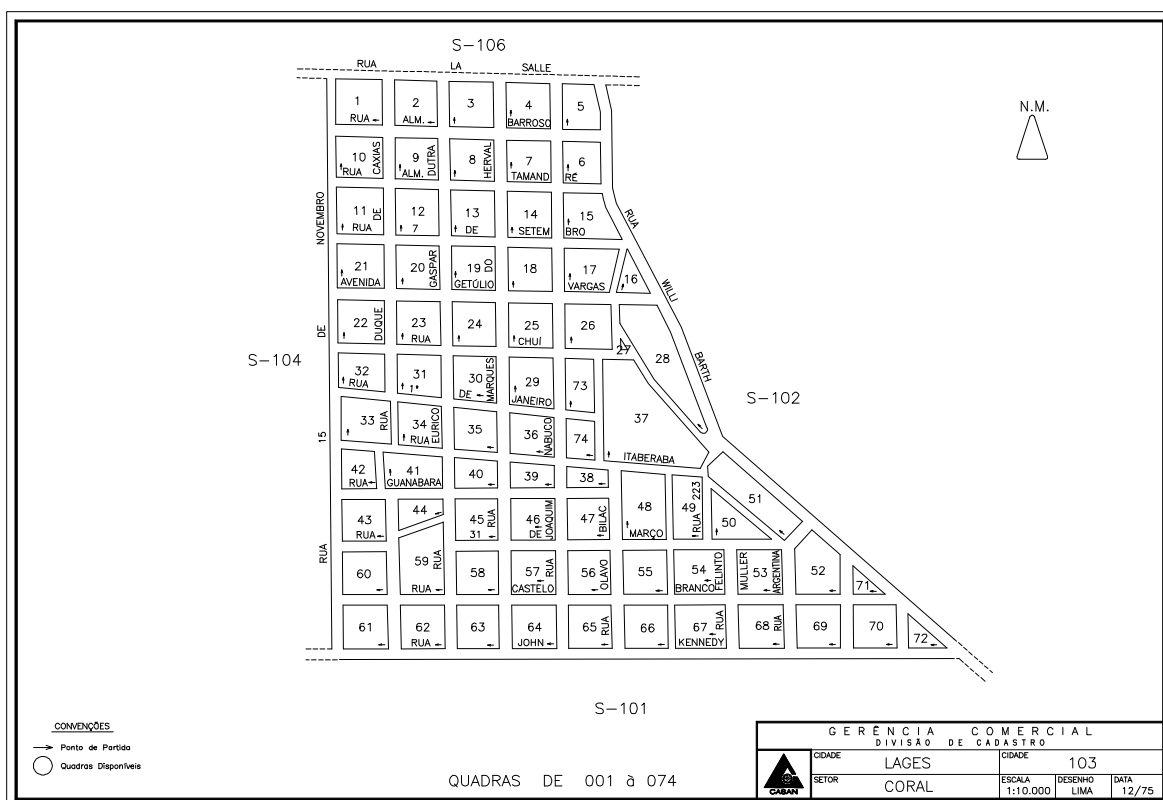 S-106
RUA LA SALLE
N.M.
1 2 3 4 5
RUA ALM. BARROSO
10 9 8 7 6
CAXIAS DUTRA HERVAL
RUA ALM. TAMAND RÉ
11 12 13 14 15
DE
RUA 7 DE SETEM BRO
21 20 19 18 17 16
GASPAR DO
AVENIDA GETÚLIO VARGAS
22 23 24 25 26 27 28
DUQUE
RUA CHUÍ
32 31 30 29 73 37
MARQUES
RUA 1º DE JANEIRO
33 34 35 36 74
RUA EURICO NABUCO
RUA ITABERABA
42 41 40 39 38
RUA GUANABARA
43 44 45 46 47 48 49 50 51
RUA JOAQUIM BILAC 223
RUA 31 DE MARÇO RUA
60 59 58 57 56 55 54 53 52 71
RUA RUA OLAVO FELINTO MULLER ARGENTINA
RUA CASTELO BRANCO
61 62 63 64 65 66 67 68 69 70 72
RUA RUA RUA
RUA JOHN KENNEDY
RUA 15 DE NOVEMBRO
RUA WILLI BARTH
S-104
S-102
S-101
CONVENÇÕES
Ponto de Partida
Quadras Disponíveis
QUADRAS DE 001 à 074
GERÊNCIA COMERCIAL
DIVISÃO DE CADASTRO
CASAN
CIDADE LAGES
CIDADE 103
SETOR CORAL
ESCALA 1:10.000
DESENHO LIMA
DATA 12/75